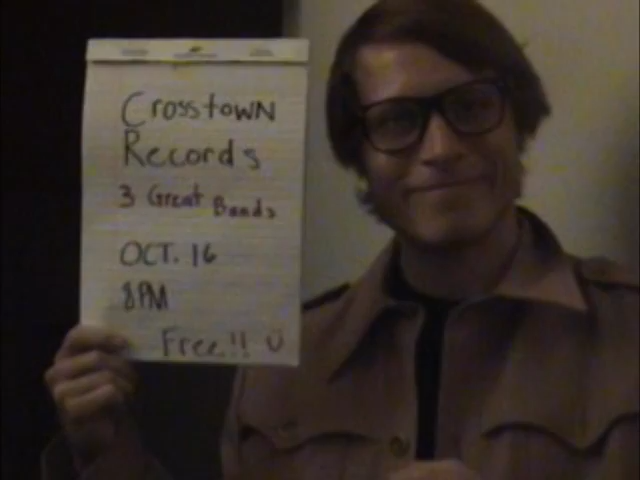 Crosstown
Records
3 Great Bands
OCT. 16
8PM
Free!! Ü